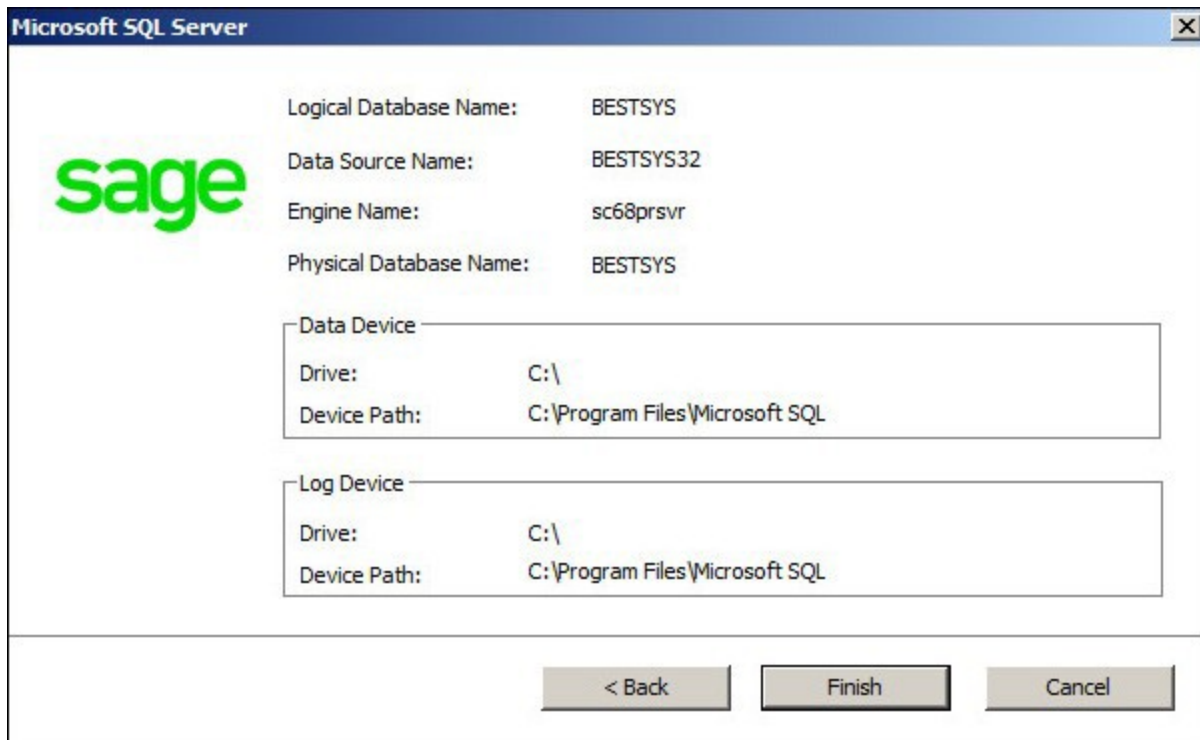 Microsoft SQL Server
sage
Logical Database Name: BESTSYS
Data Source Name: BESTSYS32
Engine Name: sc68prsvr
Physical Database Name: BESTSYS
Data Device
Drive: C:\
Device Path: C:\Program Files\Microsoft SQL
Log Device
Drive: C:\
Device Path: C:\Program Files\Microsoft SQL
< Back Finish Cancel